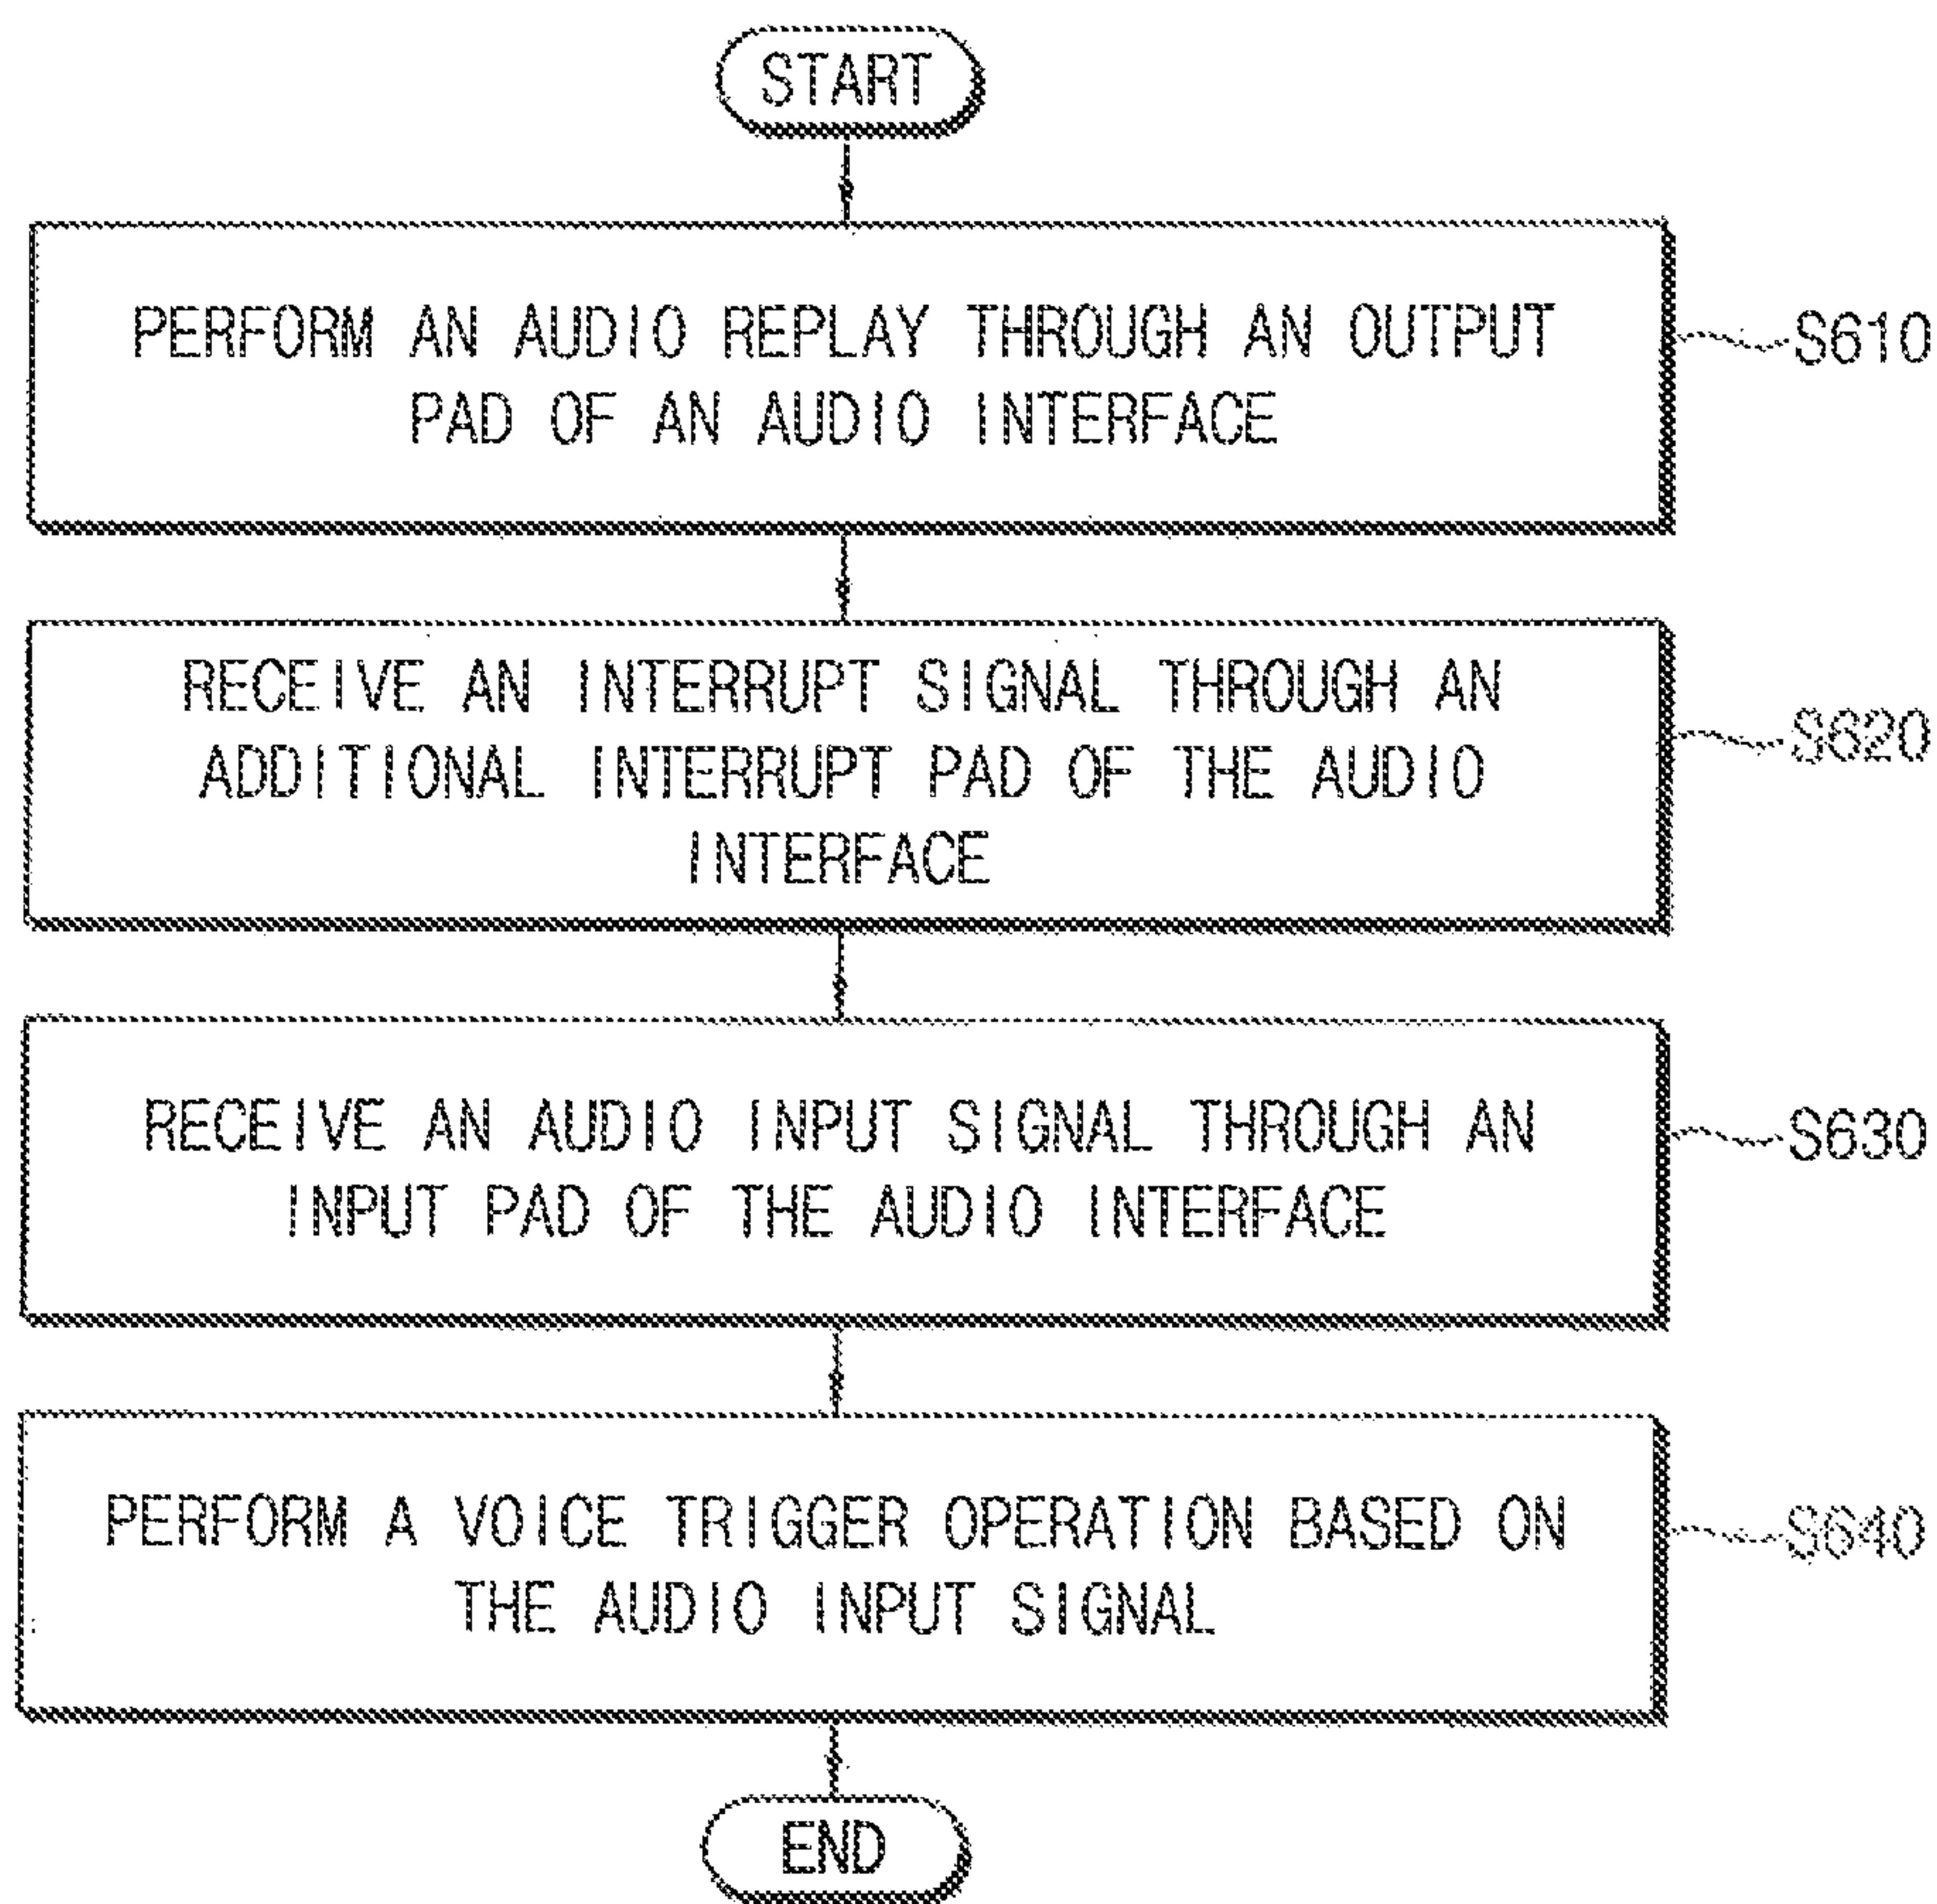 START
PERFORM AN AUDIO REPLAY THROUGH AN OUTPUT
PAD OF AN AUDIO INTERFACE
S610
RECEIVE AN INTERRUPT SIGNAL THROUGH AN
ADDITIONAL INTERRUPT PAD OF THE AUDIO
INTERFACE
S620
RECEIVE AN AUDIO INPUT SIGNAL THROUGH AN
INPUT PAD OF THE AUDIO INTERFACE
S630
PERFORM A VOICE TRIGGER OPERATION BASED ON
THE AUDIO INPUT SIGNAL
S640
END